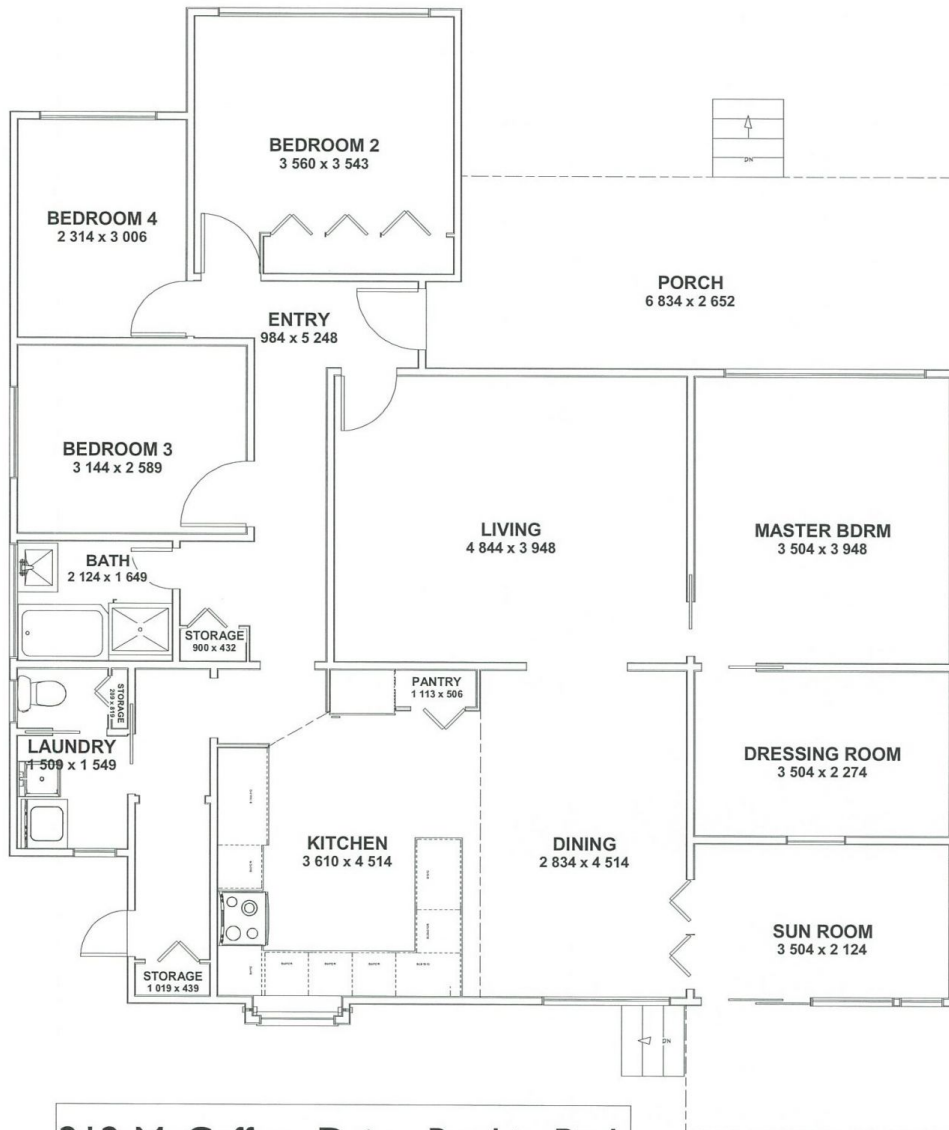 BEDROOM 2
3 560 x 3 543
BEDROOM 4
2 314 x 3 006
PORCH
6 834 x 2 652
DN
ENTRY
984 x 5 248
BEDROOM 3
3 144 x 2 589
LIVING
4 844 x 3 948
MASTER BDRM
3 504 x 3 948
BATH
2 124 x 1 649
STORAGE
900 x 432
PANTRY
1 113 x 506
STORAGE
LAUNDRY
1 509 x 1 549
DRESSING ROOM
3 504 x 2 274
KITCHEN
3 610 x 4 514
DINING
2 834 x 4 514
SUN ROOM
3 504 x 2 124
STORAGE
1 019 x 439
DN